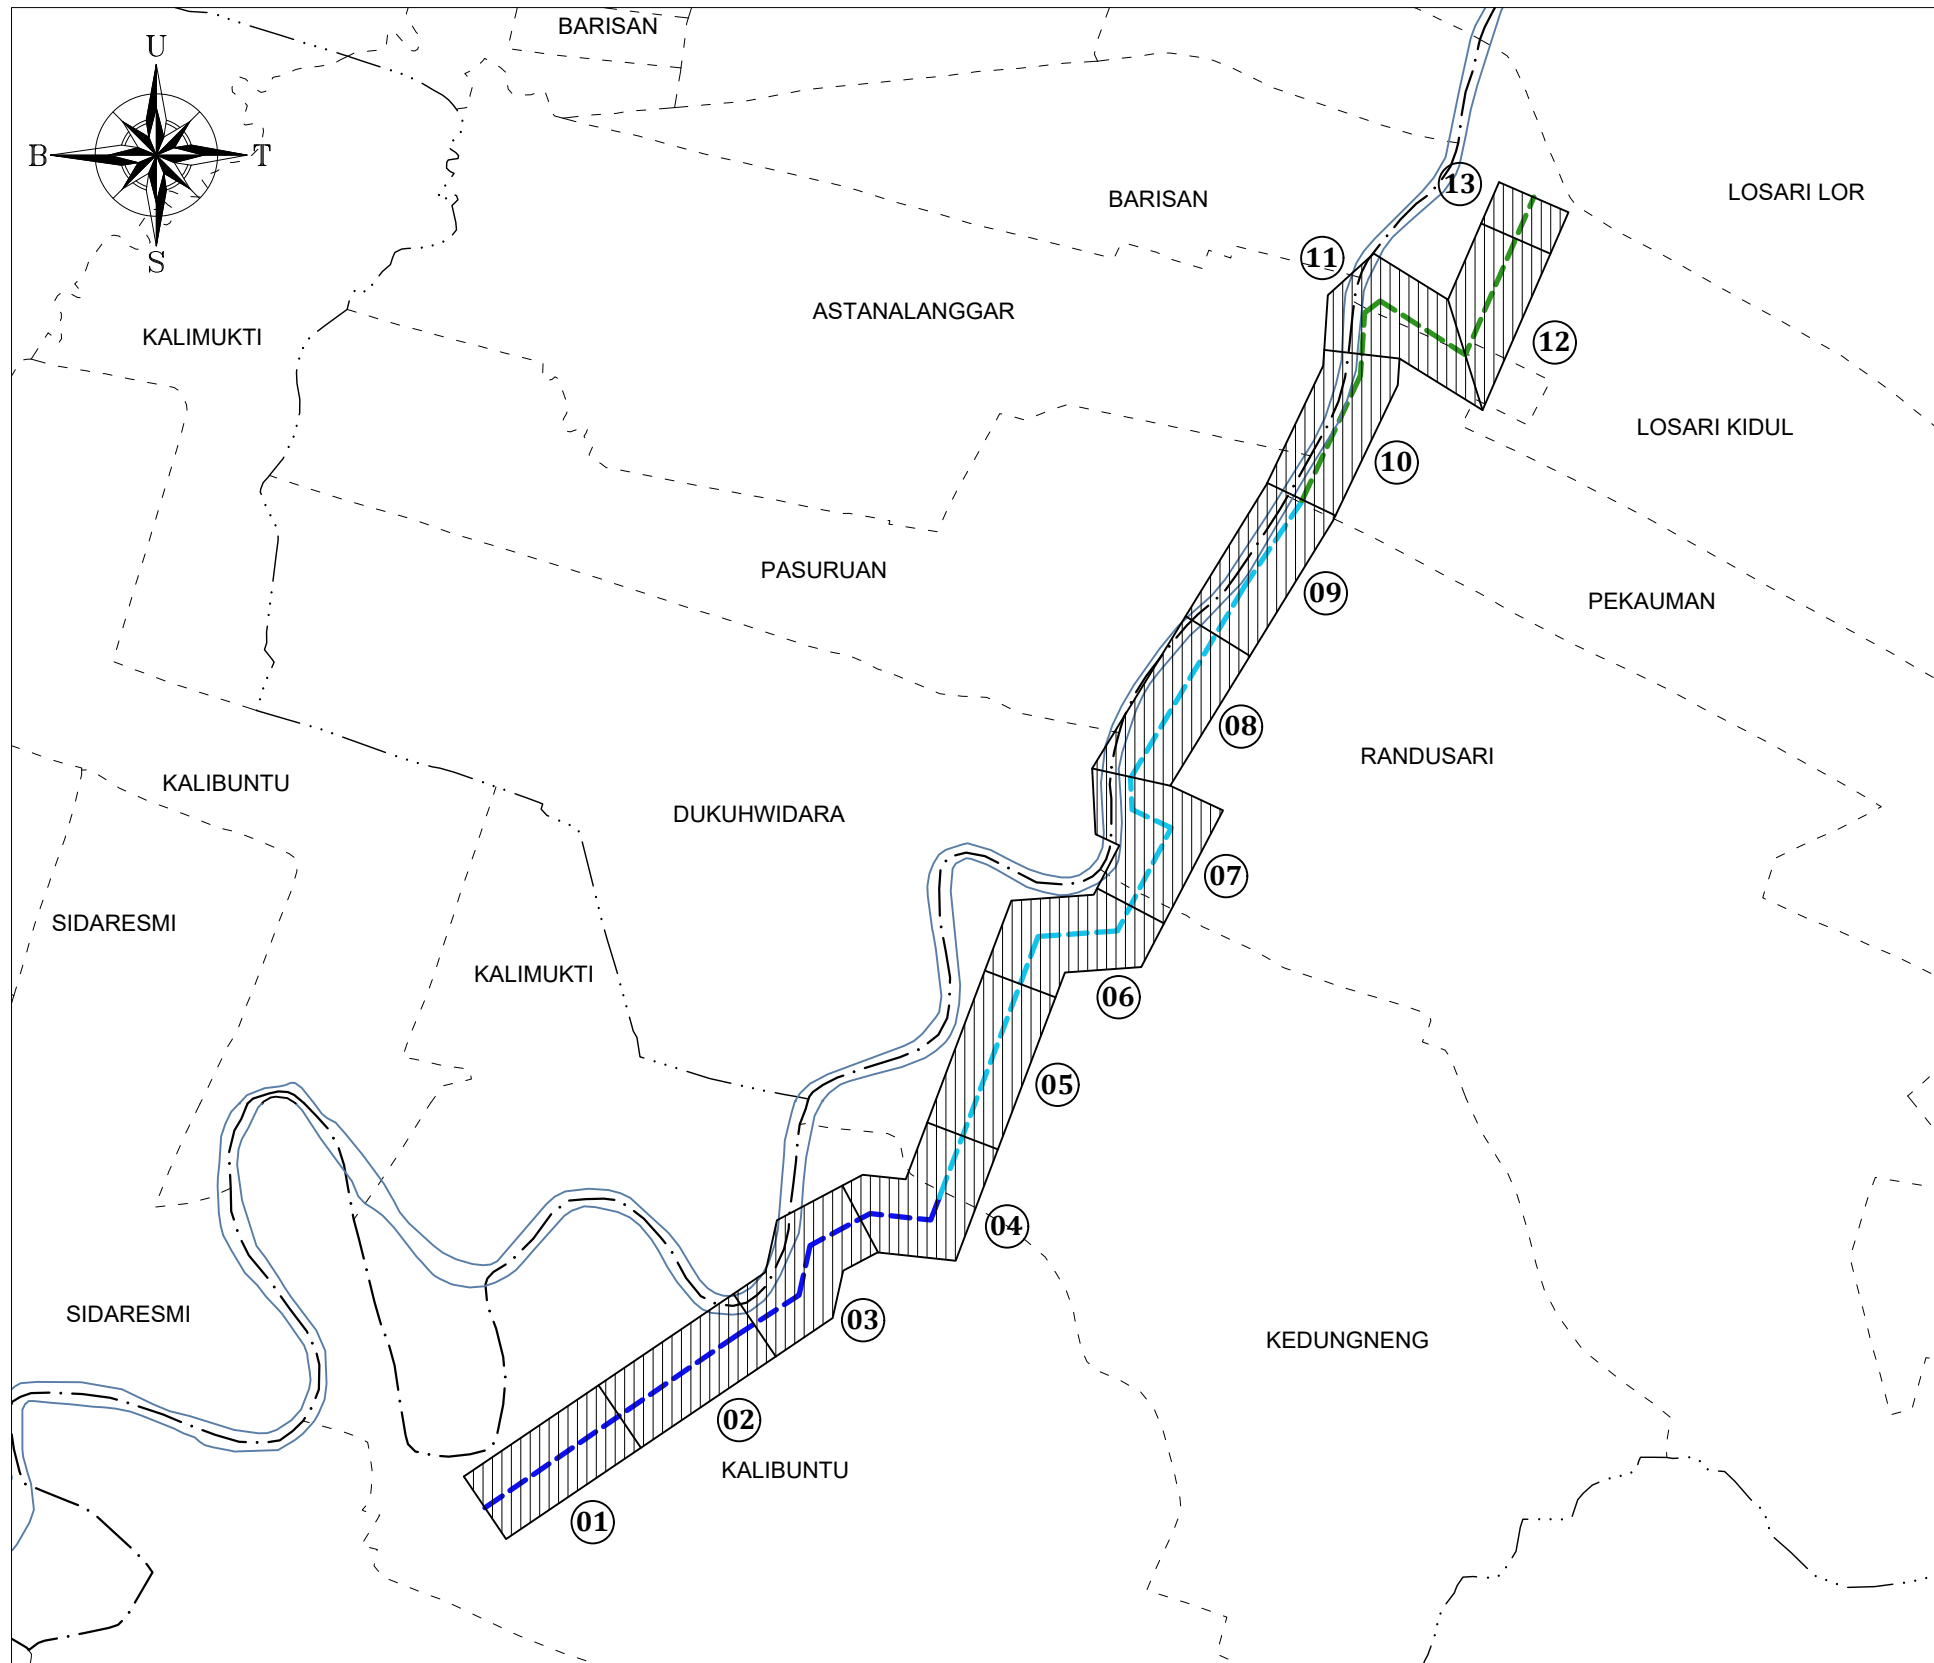 BARISAN
U
B
T
S
13
LOSARI LOR
BARISAN
11
ASTANALANGGAR
KALIMUKTI
12
LOSARI KIDUL
10
PASURUAN
09
PEKAUMAN
08
RANDUSARI
KALIBUNTU
DUKUHWIDARA
07
SIDARESMI
KALIMUKTI
06
05
04
SIDARESMI
03
KEDUNGNENG
02
KALIBUNTU
01